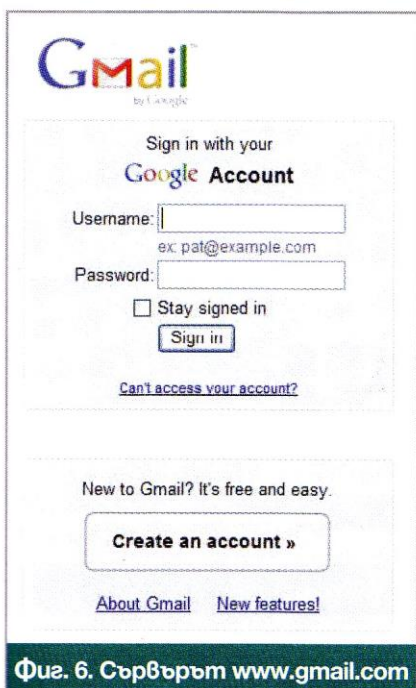 Gmail
by Google
Sign in with your
Google Account
Username:
ex: pat@example.com
Password:
Stay signed in
Sign in
Can't access your account?
New to Gmail? It's free and easy.
Create an account »
About Gmail New features!
Фиг. 6. Сървърът www.gmail.com